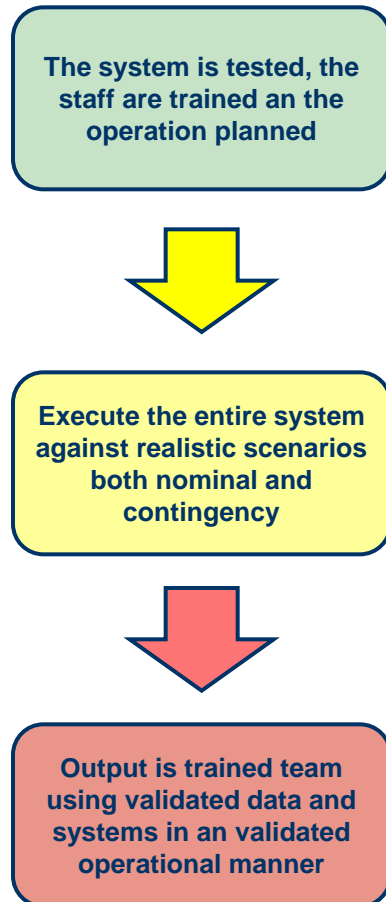 The system is tested, the
staff are trained an the
operation planned
Execute the entire system
against realistic scenarios
both nominal and
contingency
Output is trained team
using validated data and
systems in an validated
operational manner